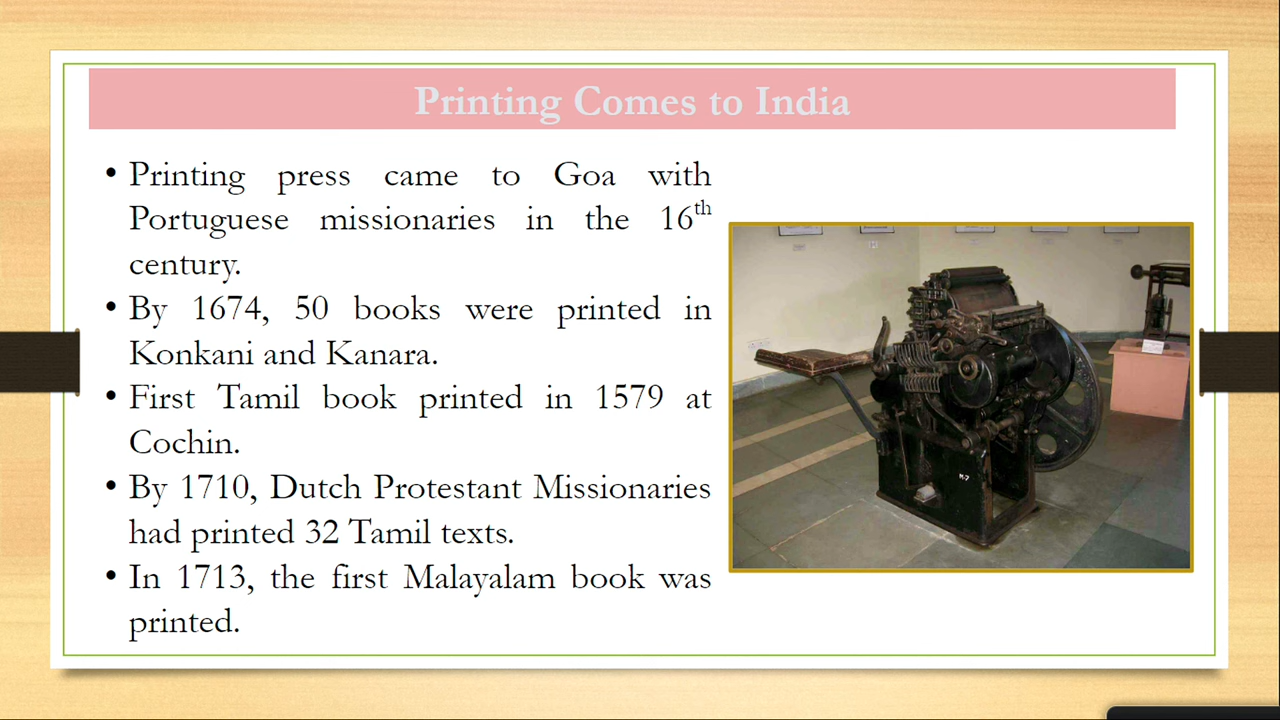 Printing Comes to India
• Printing press came to Goa with
Portuguese missionaries in the 16th
century.
• By 1674, 50 books were printed in
Konkani and Kanara.
• First Tamil book printed in 1579 at
Cochin.
• By 1710, Dutch Protestant Missionaries
had printed 32 Tamil texts.
• In 1713, the first Malayalam book was
printed.